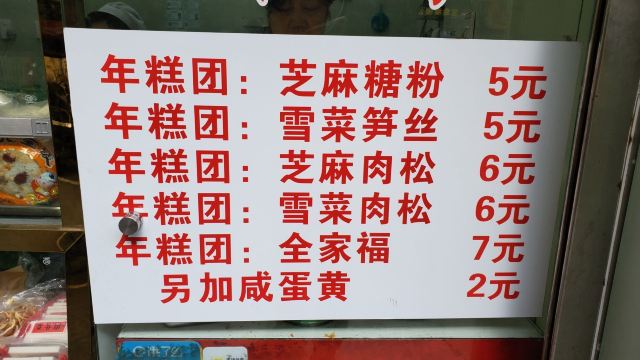 年糕团：芝麻糖粉 5元
年糕团：雪菜笋丝 5元
年糕团：芝麻肉松 6元
年糕团：雪菜肉松 6元
年糕团：全家福 7元
另加咸蛋黄 2元